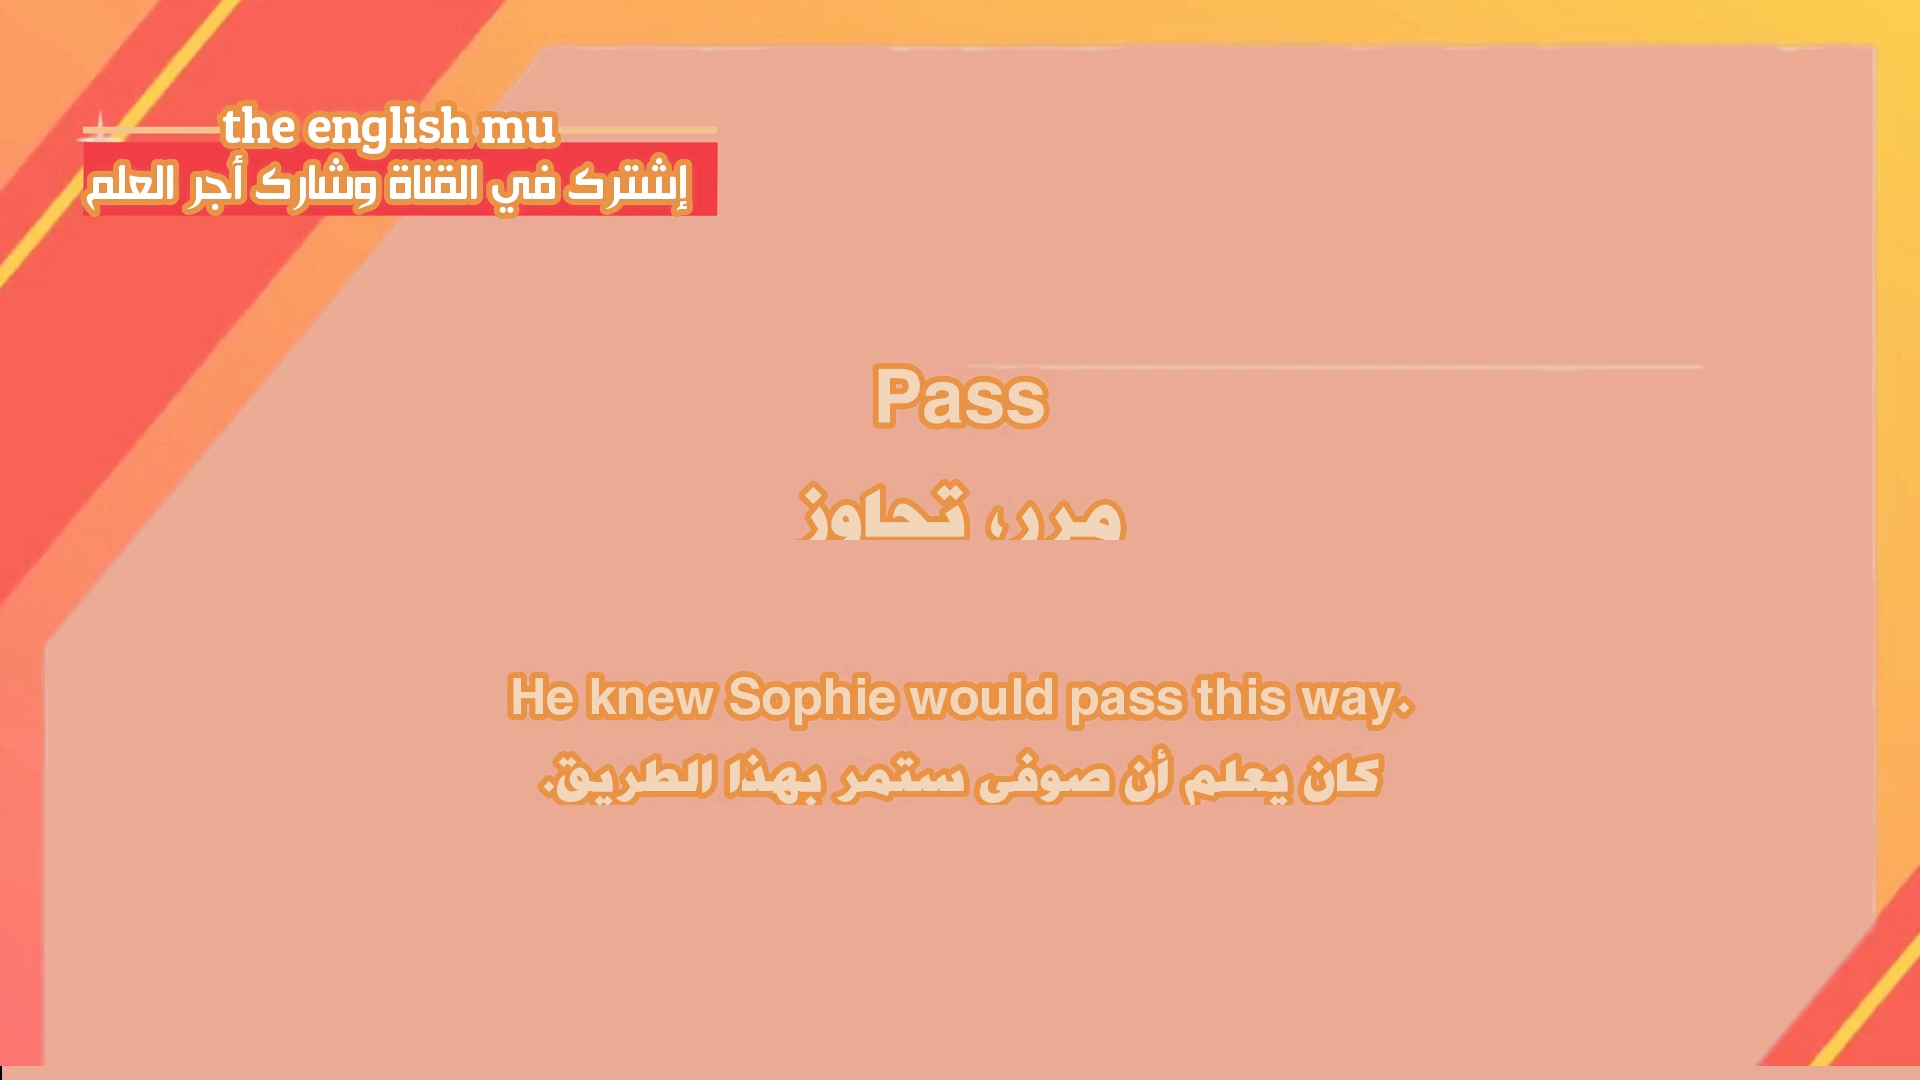 the english mu
إشترك في القناة وشارك أجر العلم
Pass
مرر، تجاوز
He knew Sophie would pass this way.
كان يعلم أن صوفى ستمر بهذا الطريق.